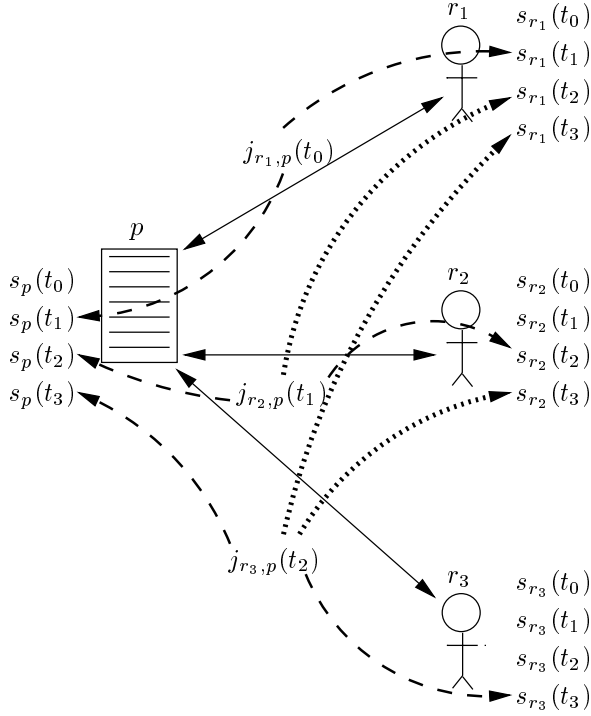 r₁
s_{r₁}(t₀)
s_{r₁}(t₁)
s_{r₁}(t₂)
s_{r₁}(t₃)
j_{r₁,p}(t₀)
p
s_p(t₀)
s_p(t₁)
s_p(t₂)
s_p(t₃)
r₂
s_{r₂}(t₀)
s_{r₂}(t₁)
s_{r₂}(t₂)
s_{r₂}(t₃)
j_{r₂,p}(t₁)
j_{r₃,p}(t₂)
r₃
s_{r₃}(t₀)
s_{r₃}(t₁)
s_{r₃}(t₂)
s_{r₃}(t₃)